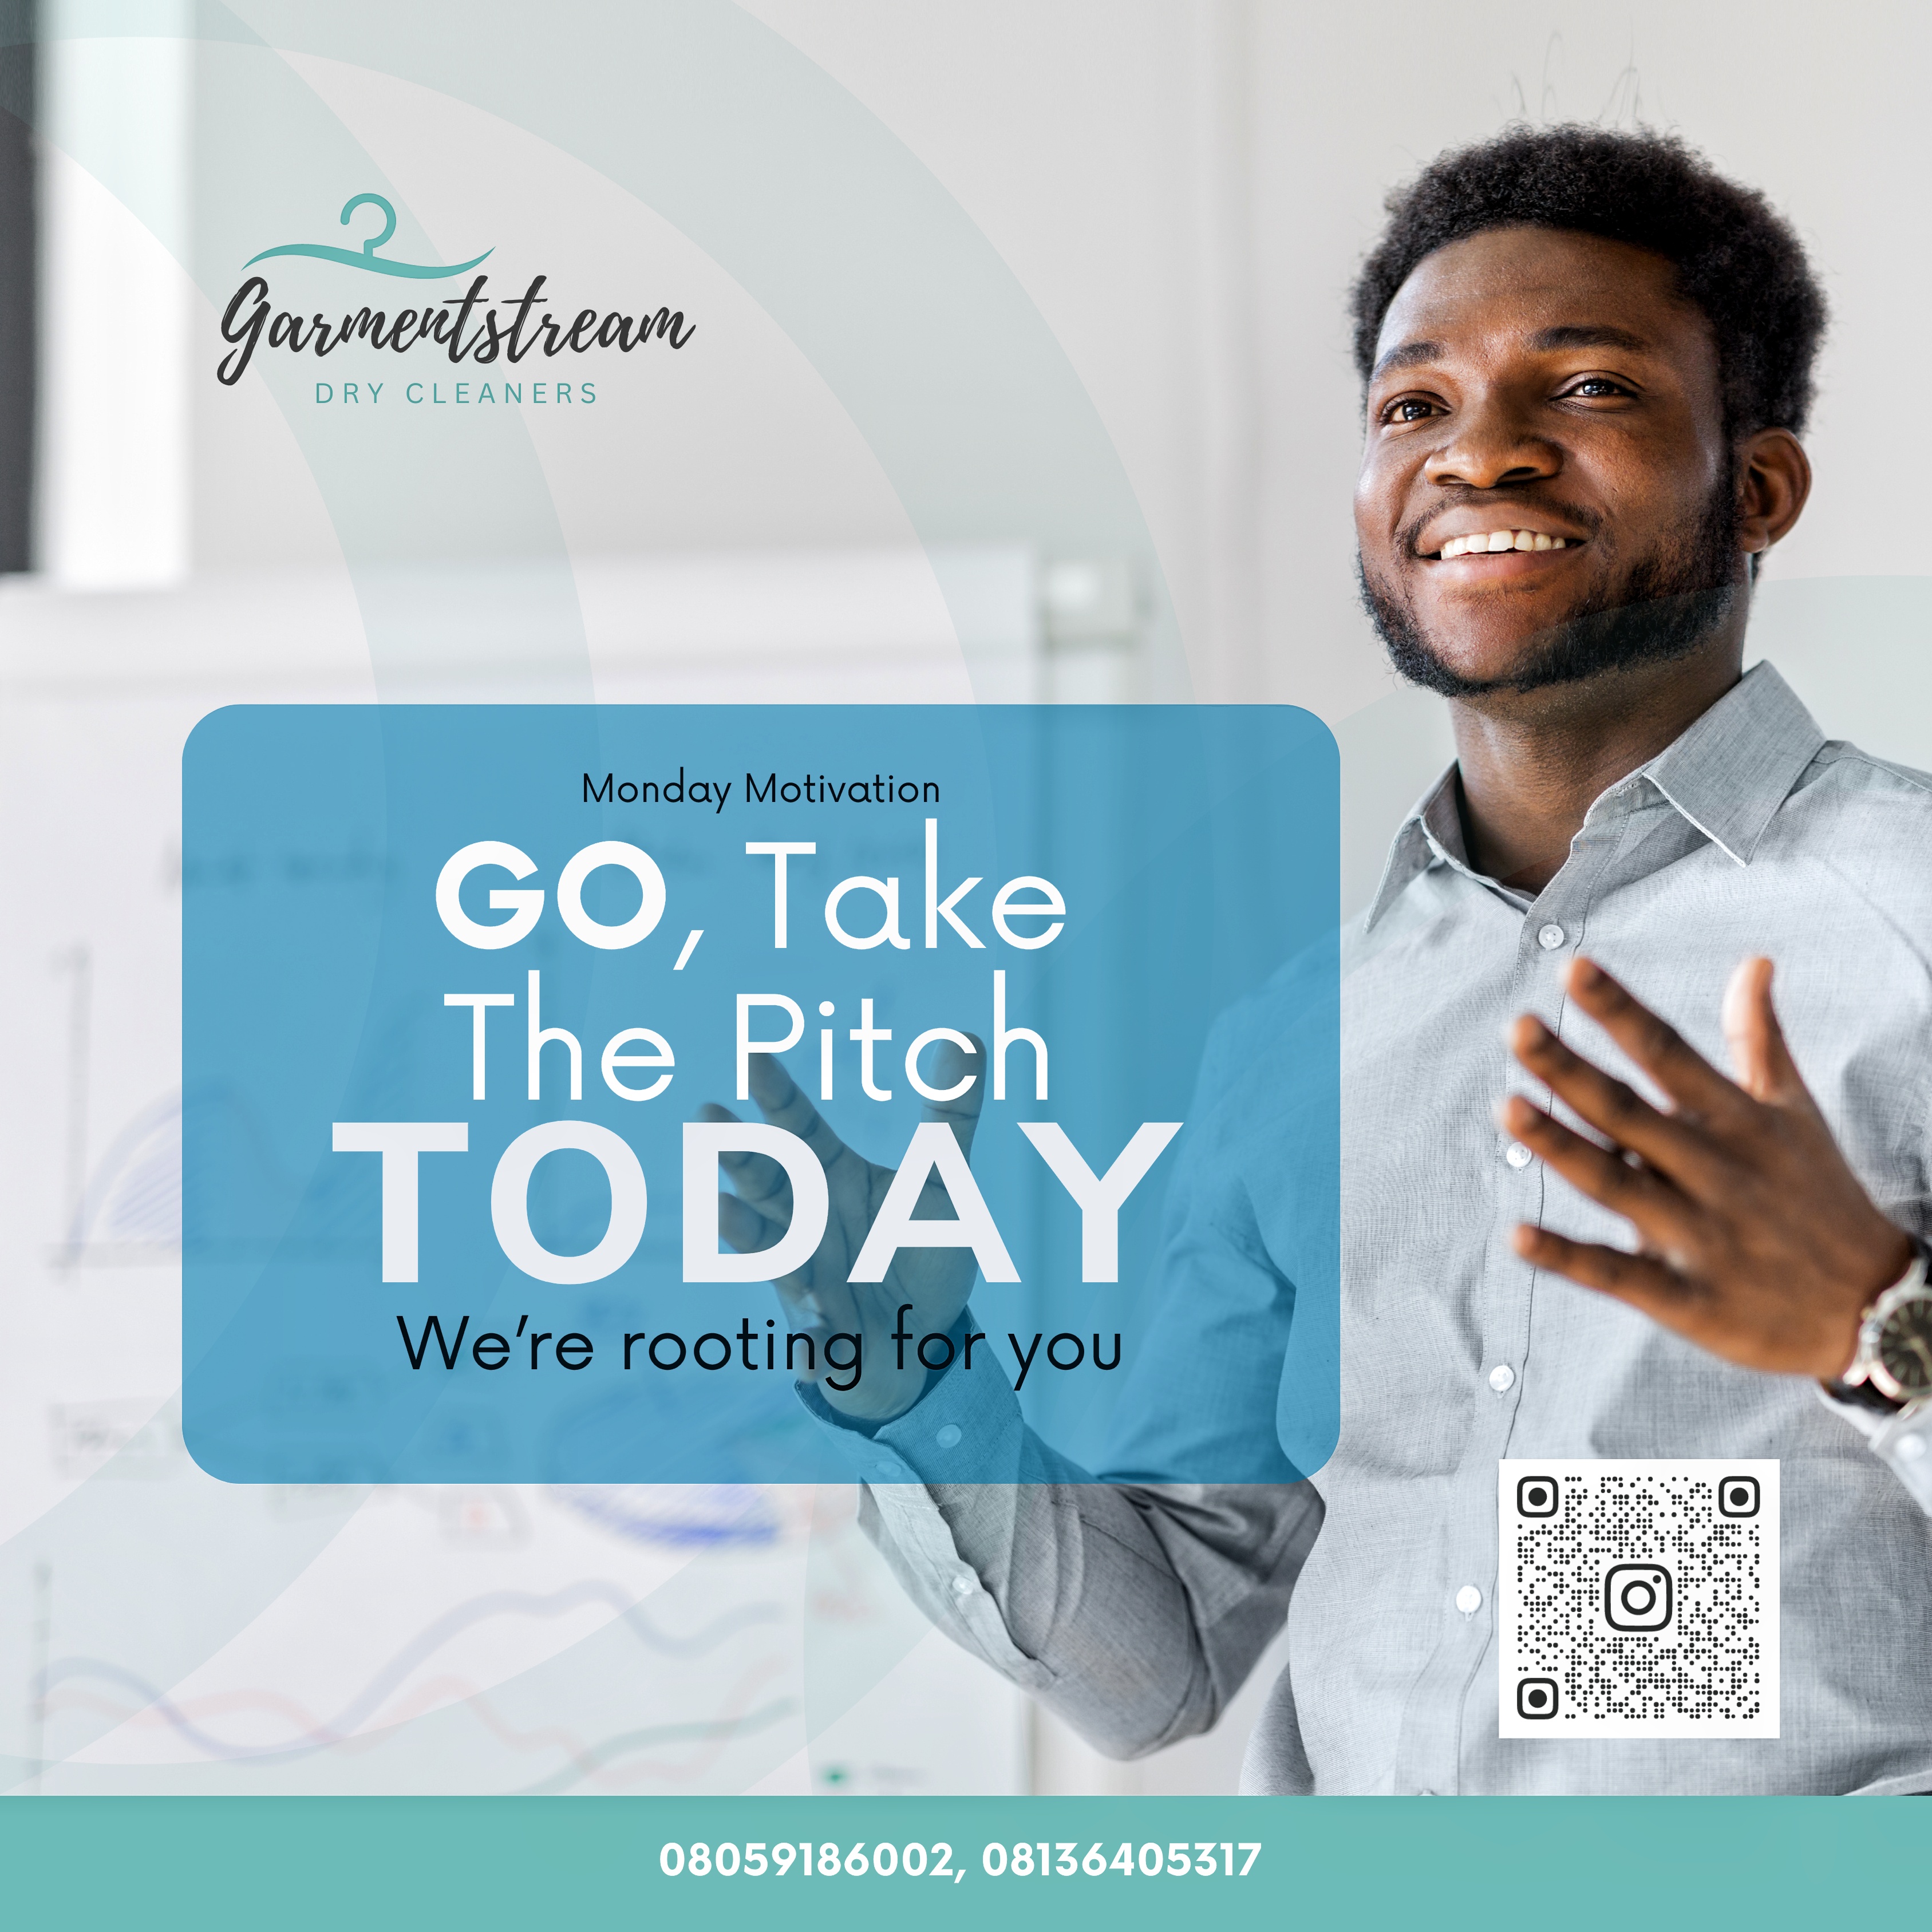 Garmentstream
DRY CLEANERS
Monday Motivation
GO, Take
The Pitch
TODAY
We're rooting for you
08059186002, 08136405317